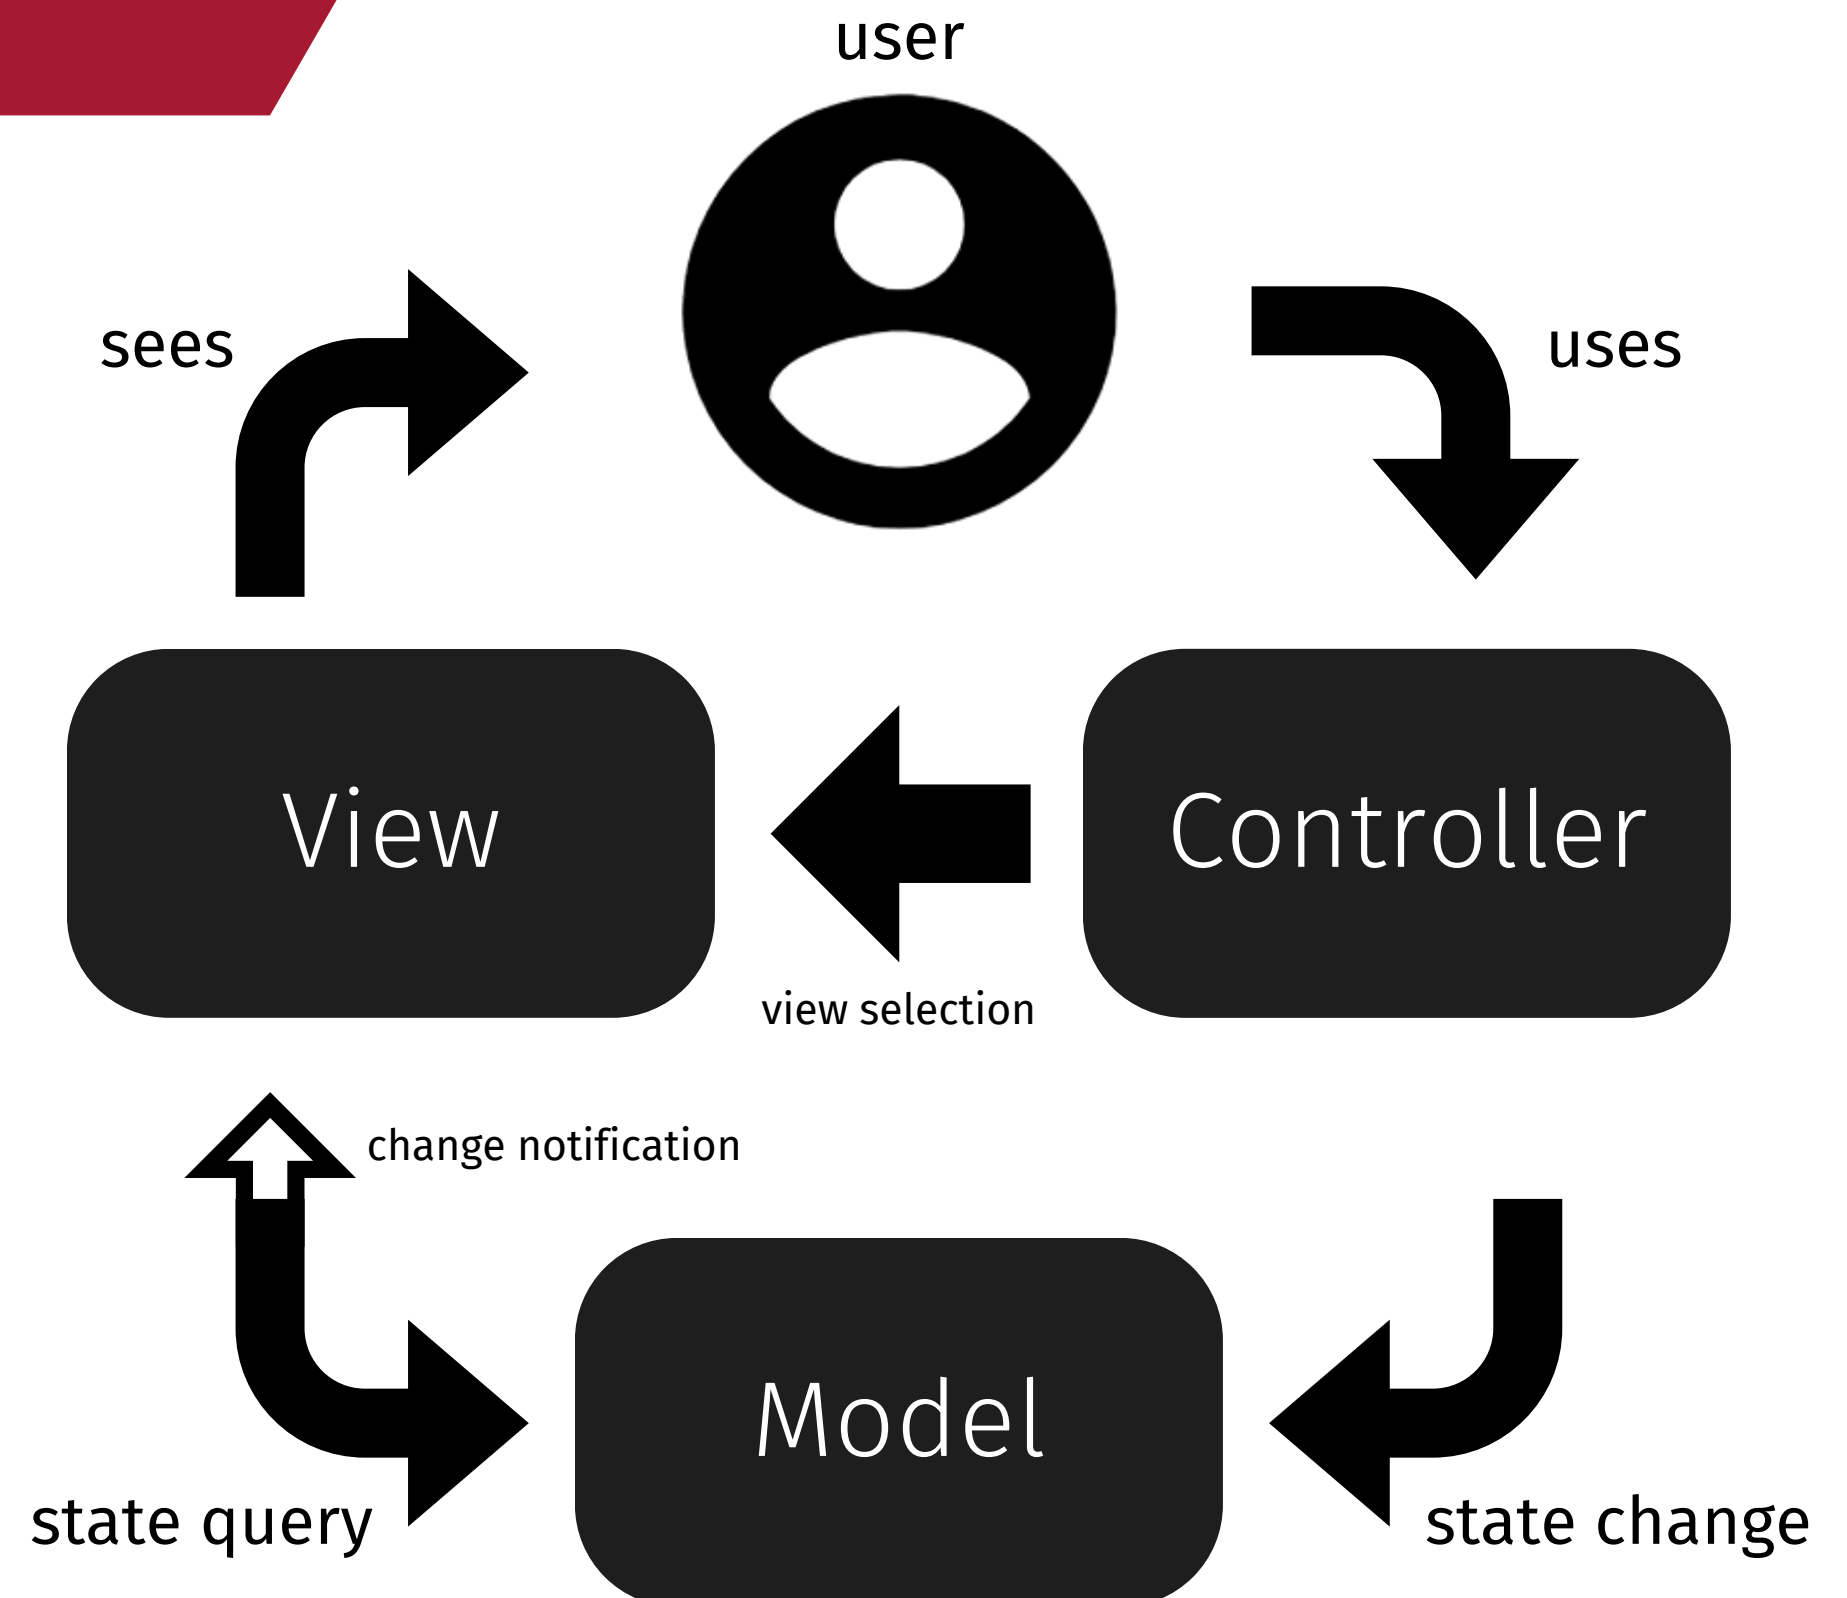 user
sees
uses
View
Controller
view selection
change notification
Model
state query
state change